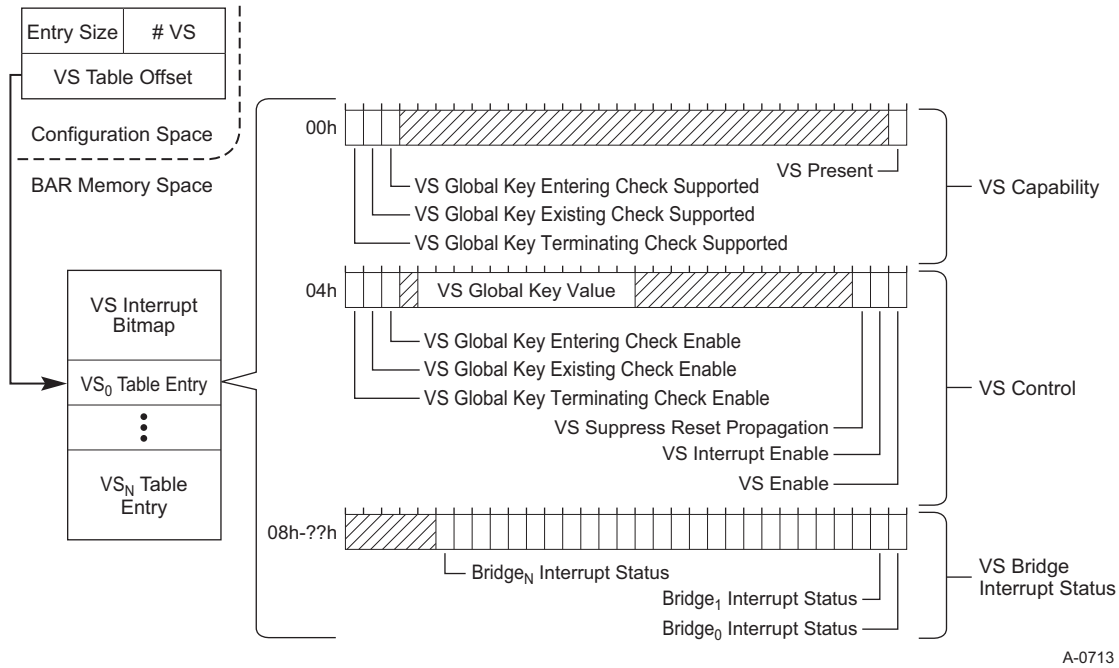 Entry Size # VS
VS Table Offset
Configuration Space
BAR Memory Space
VS Interrupt
Bitmap
VS0 Table Entry
VSN Table
Entry
00h
VS Present
VS Global Key Entering Check Supported
VS Global Key Existing Check Supported
VS Global Key Terminating Check Supported
VS Capability
04h
VS Global Key Value
VS Global Key Entering Check Enable
VS Global Key Existing Check Enable
VS Global Key Terminating Check Enable
VS Suppress Reset Propagation
VS Interrupt Enable
VS Enable
VS Control
08h-??h
BridgeN Interrupt Status
Bridge1 Interrupt Status
Bridge0 Interrupt Status
VS Bridge
Interrupt Status
A-0713